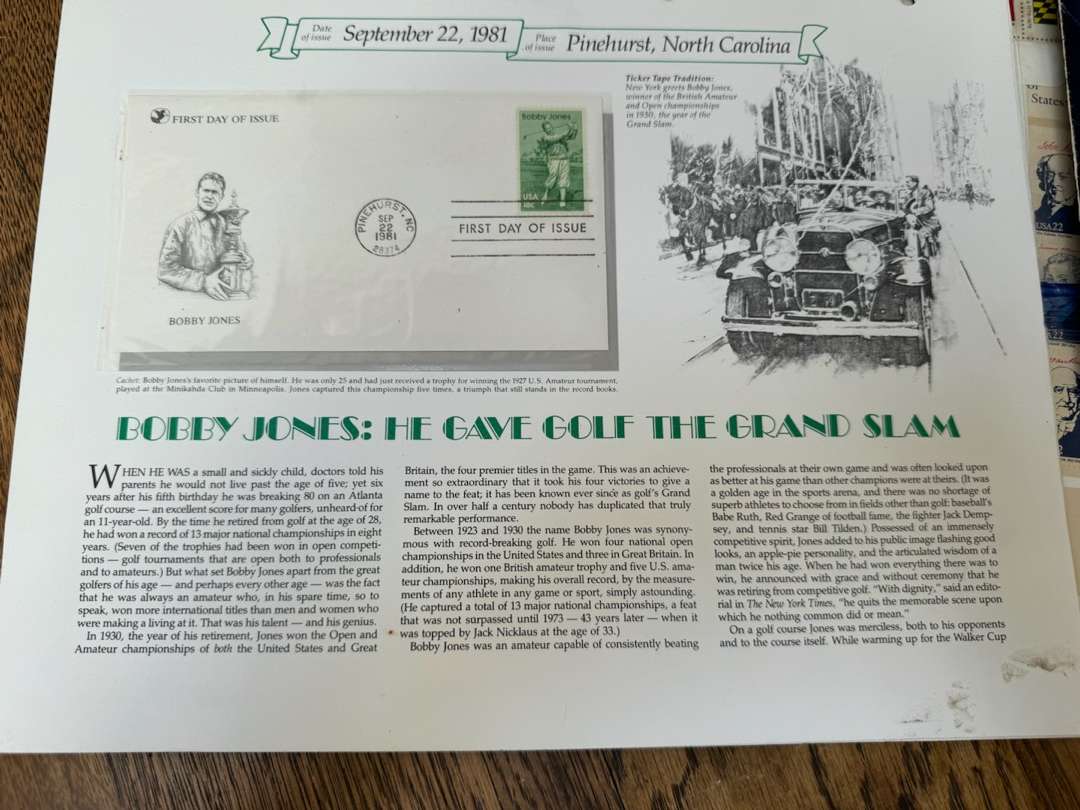 Date of issue September 22, 1981 Place of issue Pinehurst, North Carolina
Ticker Tape Tradition:
New York greets Bobby Jones,
winner of the British Amateur
and Open championships
in 1930, the year of the
Grand Slam.
FIRST DAY OF ISSUE
Bobby Jones
USA
18c
PINEHURST, NC
SEP
22
1981
28374
FIRST DAY OF ISSUE
BOBBY JONES
Cachet: Bobby Jones's favorite picture of himself. He was only 25 and had just received a trophy for winning the 1927 U.S. Amateur tournament,
played at the Minikahda Club in Minneapolis. Jones captured this championship five times, a triumph that still stands in the record books.
BOBBY JONES: HE GAVE GOLF THE GRAND SLAM
WHEN HE WAS a small and sickly child, doctors told his
parents he would not live past the age of five; yet six
years after his fifth birthday he was breaking 80 on an Atlanta
golf course — an excellent score for many golfers, unheard-of for
an 11-year-old. By the time he retired from golf at the age of 28,
he had won a record of 13 major national championships in eight
years. (Seven of the trophies had been won in open competi-
tions — golf tournaments that are open both to professionals
and to amateurs.) But what set Bobby Jones apart from the great
golfers of his age — and perhaps every other age — was the fact
that he was always an amateur who, in his spare time, so to
speak, won more international titles than men and women who
were making a living at it. That was his talent — and his genius.
In 1930, the year of his retirement, Jones won the Open and
Amateur championships of both the United States and Great
Britain, the four premier titles in the game. This was an achieve-
ment so extraordinary that it took his four victories to give a
name to the feat; it has been known ever since as golf's Grand
Slam. In over half a century nobody has duplicated that truly
remarkable performance.
Between 1923 and 1930 the name Bobby Jones was synony-
mous with record-breaking golf. He won four national open
championships in the United States and three in Great Britain. In
addition, he won one British amateur trophy and five U.S. ama-
teur championships, making his overall record, by the measure-
ments of any athlete in any game or sport, simply astounding.
(He captured a total of 13 major national championships, a feat
that was not surpassed until 1973 — 43 years later — when it
was topped by Jack Nicklaus at the age of 33.)
Bobby Jones was an amateur capable of consistently beating
the professionals at their own game and was often looked upon
as better at his game than other champions were at theirs. (It was
a golden age in the sports arena, and there was no shortage of
superb athletes to choose from in fields other than golf: baseball's
Babe Ruth, Red Grange of football fame, the fighter Jack Demp-
sey, and tennis star Bill Tilden.) Possessed of an immensely
competitive spirit, Jones added to his public image flashing good
looks, an apple-pie personality, and the articulated wisdom of a
man twice his age. When he had won everything there was to
win, he announced with grace and without ceremony that he
was retiring from competitive golf. "With dignity," said an edito-
rial in The New York Times, "he quits the memorable scene upon
which he nothing common did or mean."
On a golf course Jones was merciless, both to his opponents
and to the course itself. While warming up for the Walker Cup
States
USA 22